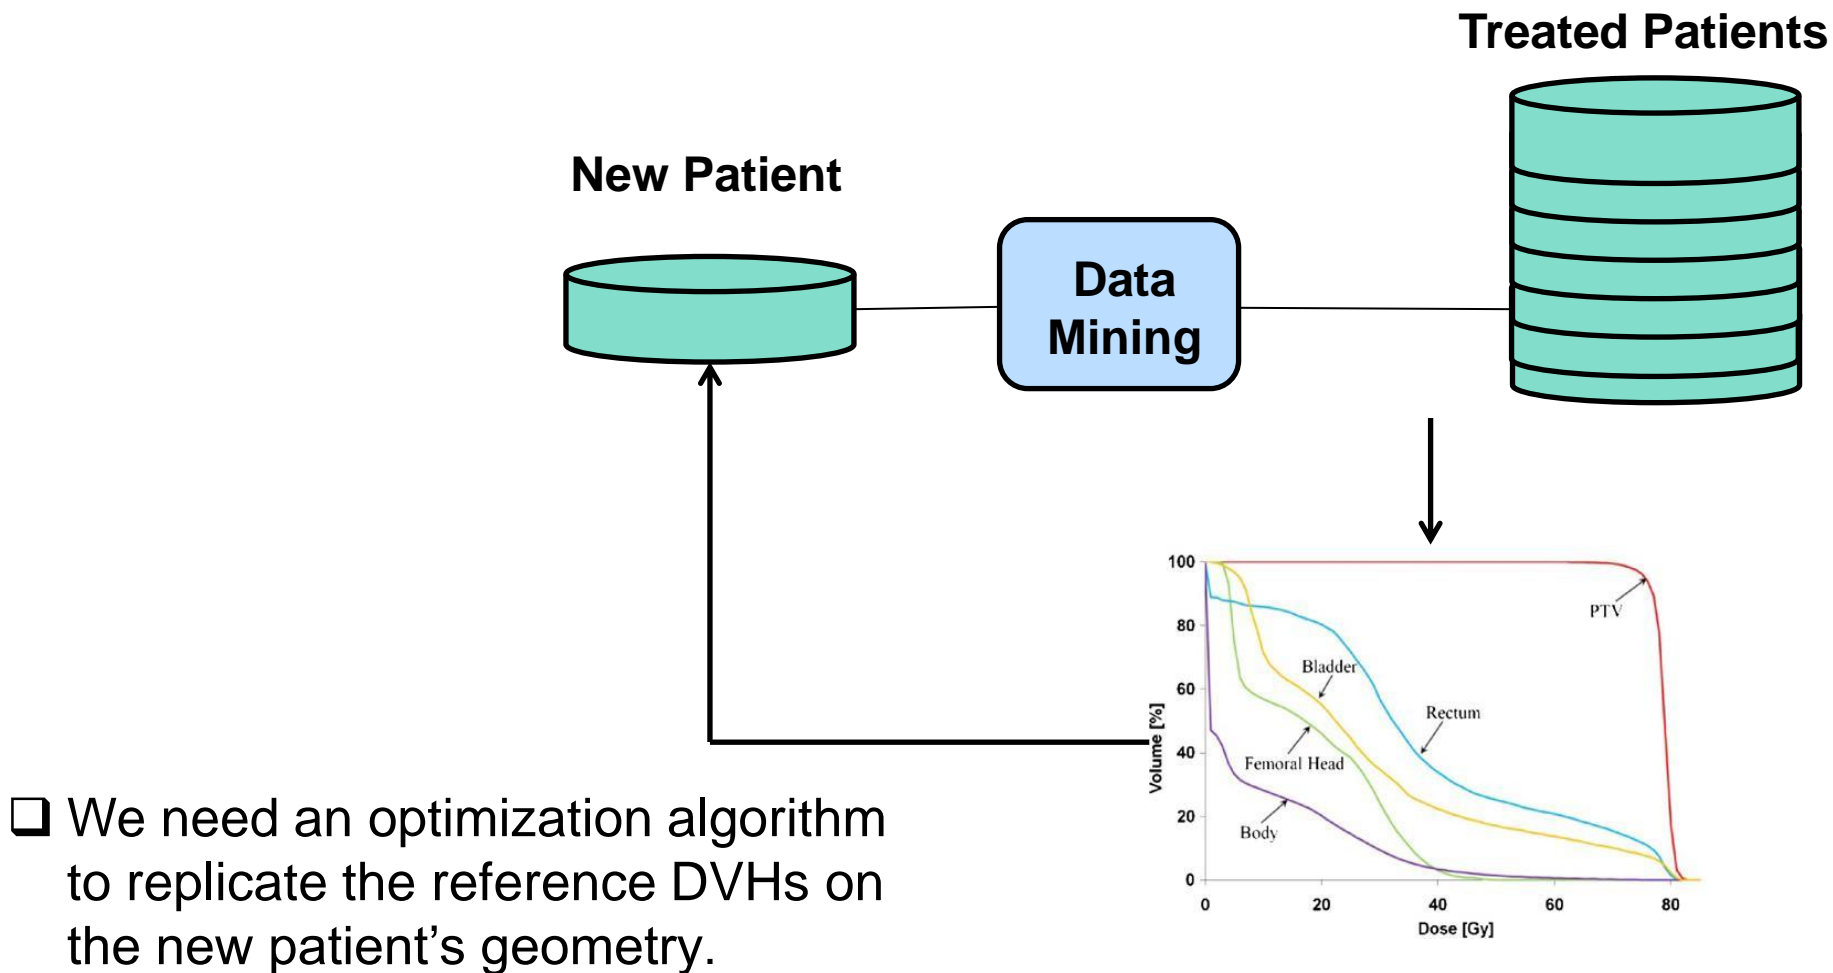 Treated Patients
New Patient
Data
Mining
100
80
60
40
20
0
Volume [%]
PTV
Bladder
Rectum
Femoral Head
Body
0 20 40 60 80
Dose [Gy]
❑ We need an optimization algorithm
to replicate the reference DVHs on
the new patient’s geometry.